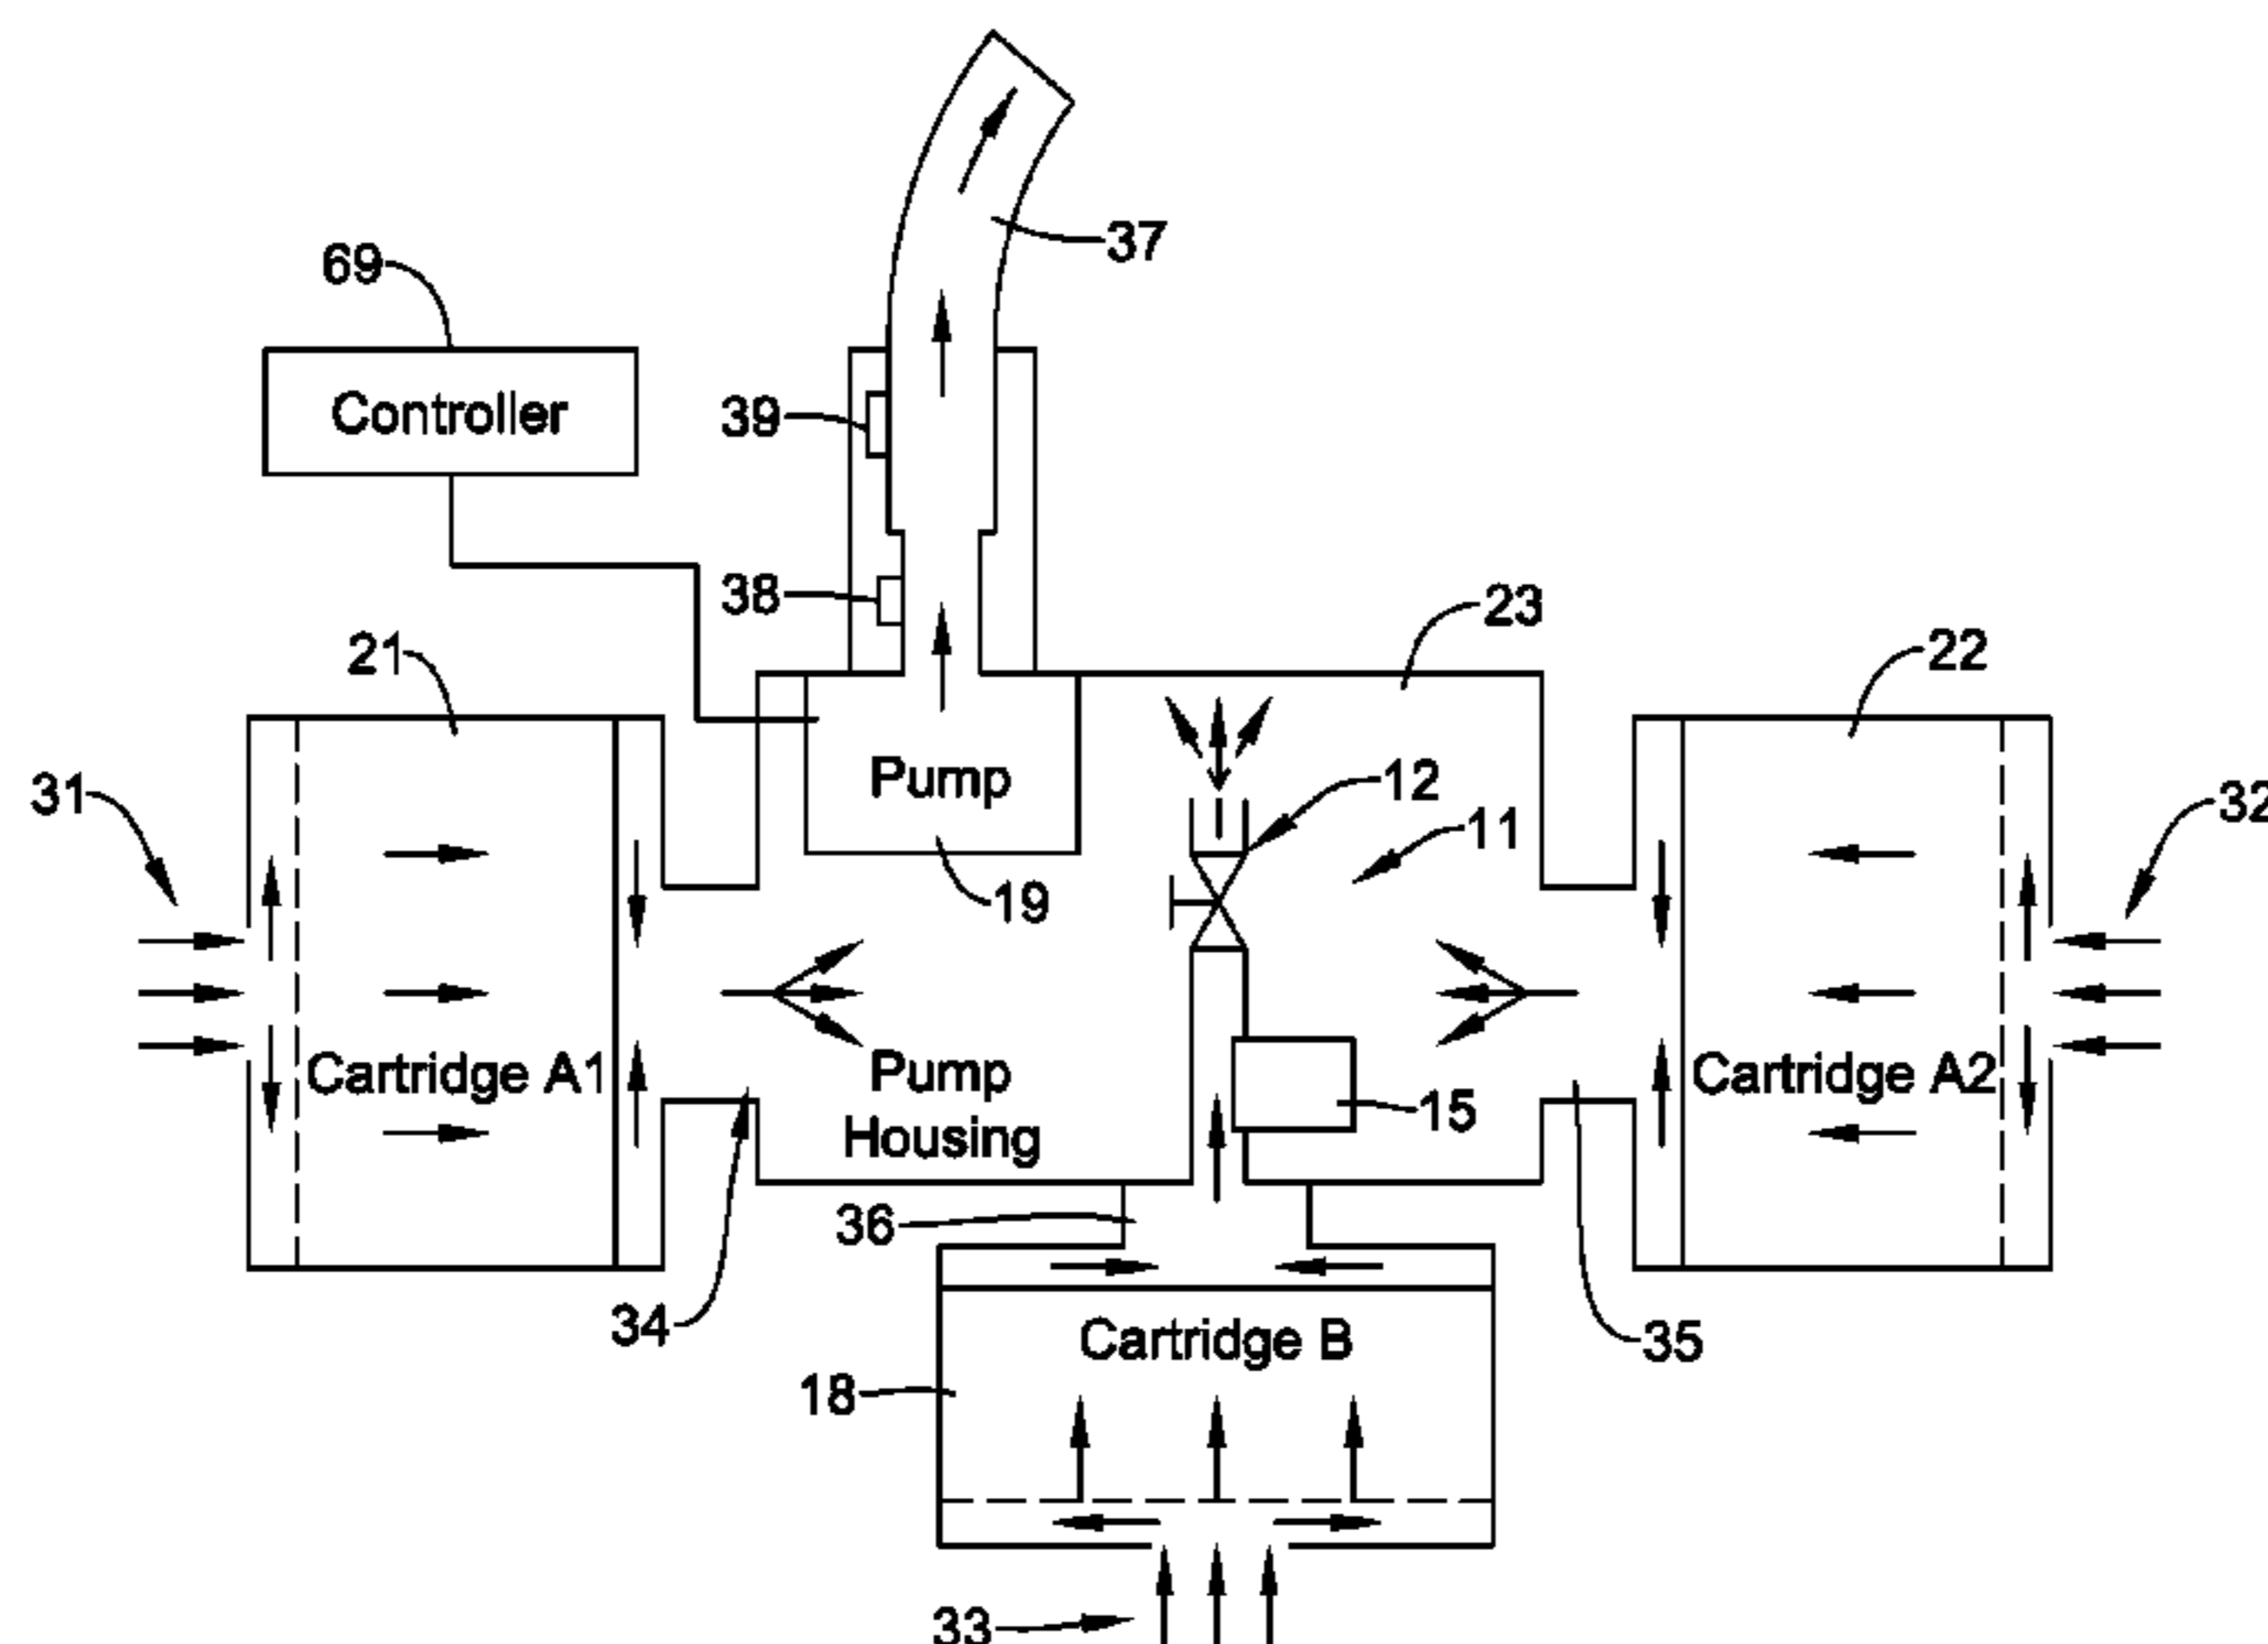 37
69
Controller
39
38
23
21
22
31
Pump
12
32
11
19
Cartridge A1
Pump
Housing
15
Cartridge A2
36
34
Cartridge B
35
18
33